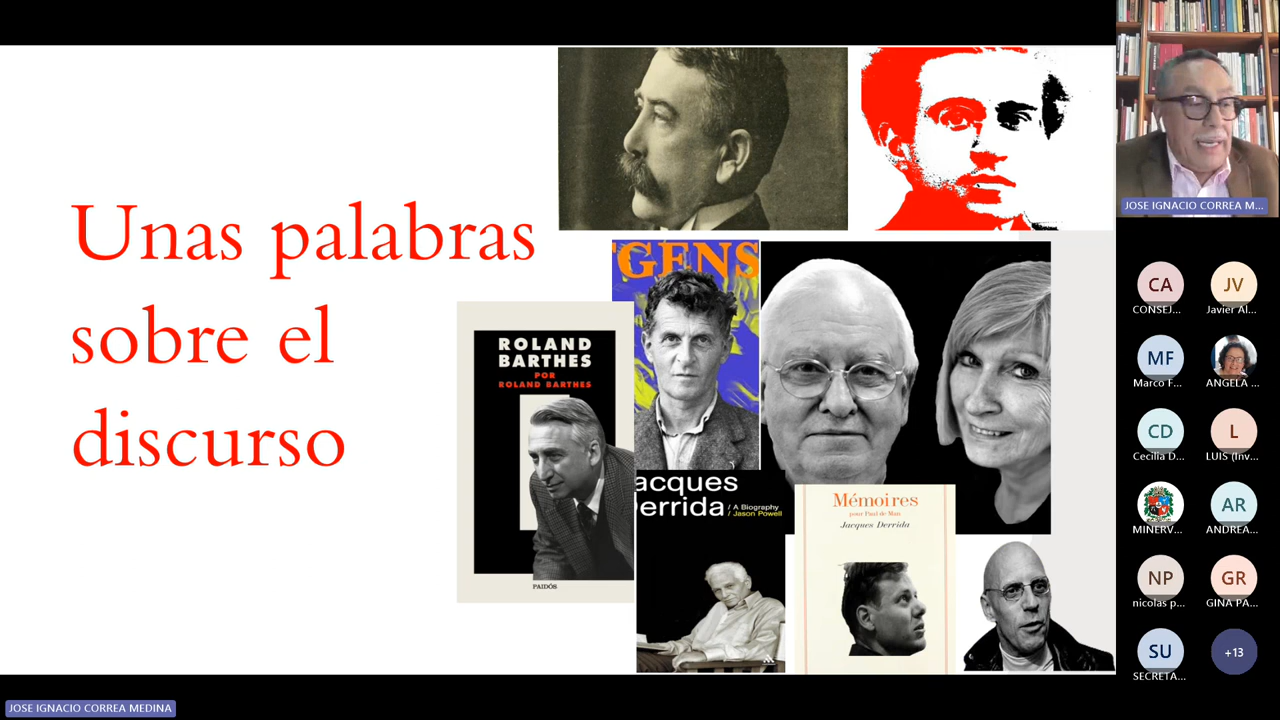 Unas palabras
sobre el
discurso
GENS
ROLAND
BARTHES
POR
ROLAND BARTHES
PAIDÓS
acques
errida / A Biography
/ Jason Powell
Mémoires
pour Paul de Man
Jacques Derrida
JOSE IGNACIO CORREA M...
CA
CONSEJ...
JV
Javier Al...
MF
Marco F...
ANGELA ...
CD
Cecilia D...
L
LUIS (Inv...
MINERV...
AR
ANDREA...
NP
nicolas p...
GR
GINA PA...
SU
SECRETA...
+13
JOSE IGNACIO CORREA MEDINA